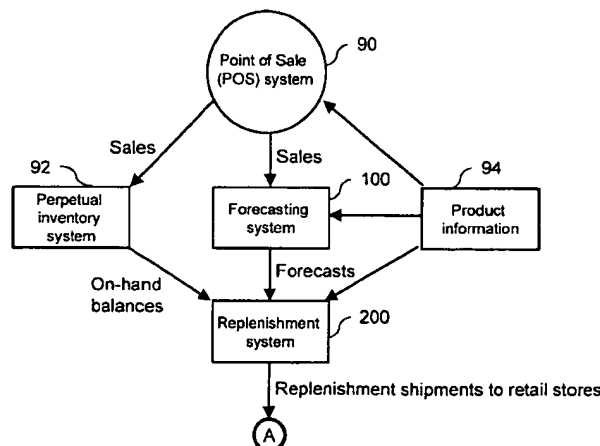 90
Point of Sale
(POS) system
Sales
Sales
92
100
94
Perpetual
inventory
system
Forecasting
system
Product
information
On-hand
balances
Forecasts
200
Replenishment
system
Replenishment shipments to retail stores
A